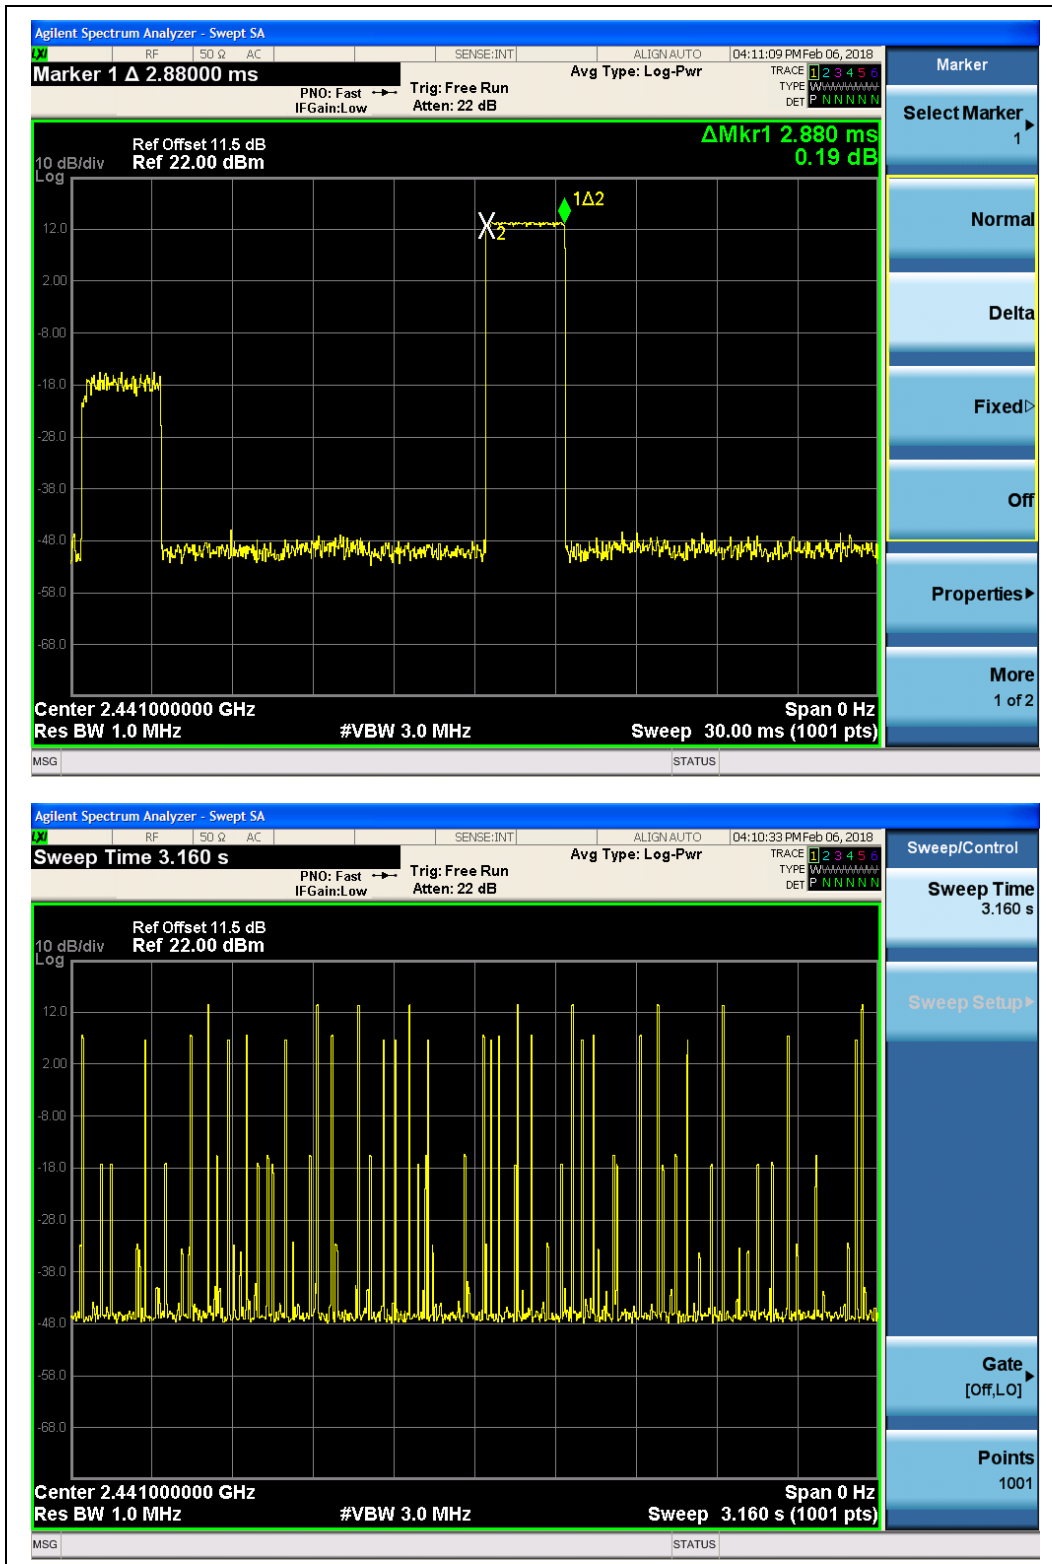 Agilent Spectrum Analyzer - Swept SA
LXI RF 50 Ω AC SENSE:INT ALIGN AUTO 04:11:09 PM Feb 06, 2018
Marker 1 Δ 2.88000 ms
PNO: Fast
IFGain:Low
Trig: Free Run
Atten: 22 dB
Avg Type: Log-Pwr
TRACE 1 2 3 4 5 6
TYPE WWWWWW
DET P N N N N N
Marker
Select Marker
1
Normal
Delta
Fixed
Off
Properties
More
1 of 2
ΔMkr1 2.880 ms
0.19 dB
Ref Offset 11.5 dB
10 dB/div Ref 22.00 dBm
Log
1Δ2
X2
12.0
2.00
-8.00
-18.0
-28.0
-38.0
-48.0
-58.0
-68.0
Center 2.441000000 GHz Span 0 Hz
Res BW 1.0 MHz #VBW 3.0 MHz Sweep 30.00 ms (1001 pts)
MSG STATUS
Agilent Spectrum Analyzer - Swept SA
LXI RF 50 Ω AC SENSE:INT ALIGN AUTO 04:10:33 PM Feb 06, 2018
Sweep Time 3.160 s
PNO: Fast
IFGain:Low
Trig: Free Run
Atten: 22 dB
Avg Type: Log-Pwr
TRACE 1 2 3 4 5 6
TYPE WWWWWW
DET P N N N N N
Sweep/Control
Sweep Time
3.160 s
Sweep Setup
Gate
[Off,LO]
Points
1001
Ref Offset 11.5 dB
10 dB/div Ref 22.00 dBm
Log
12.0
2.00
-8.00
-18.0
-28.0
-38.0
-48.0
-58.0
-68.0
Center 2.441000000 GHz Span 0 Hz
Res BW 1.0 MHz #VBW 3.0 MHz Sweep 3.160 s (1001 pts)
MSG STATUS